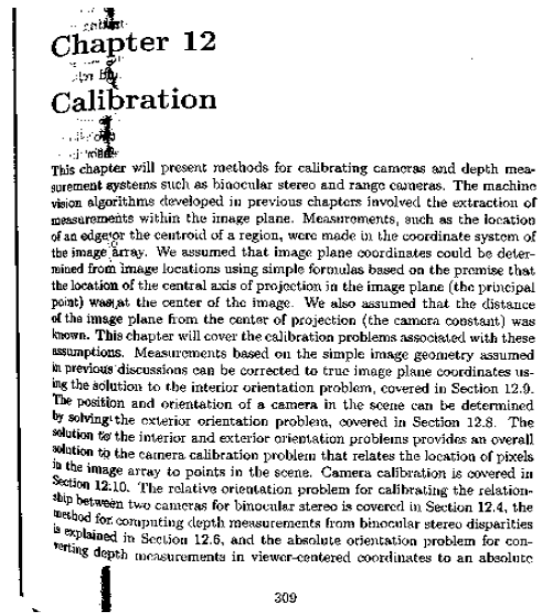 Chapter 12
Calibration
This chapter will present methods for calibrating cameras and depth mea-
surement systems such as binocular stereo and range cameras. The machine
vision algorithms developed in previous chapters involved the extraction of
measurements within the image plane. Measurements, such as the location
of an edge or the centroid of a region, were made in the coordinate system of
the image array. We assumed that image plane coordinates could be deter-
mined from image locations using simple formulas based on the premise that
the location of the central axis of projection in the image plane (the principal
point) was at the center of the image. We also assumed that the distance
of the image plane from the center of projection (the camera constant) was
known. This chapter will cover the calibration problems associated with these
assumptions. Measurements based on the simple image geometry assumed
in previous discussions can be corrected to true image plane coordinates us-
ing the solution to the interior orientation problem, covered in Section 12.9.
The position and orientation of a camera in the scene can be determined
by solving the exterior orientation problem, covered in Section 12.8. The
solution to the interior and exterior orientation problems provides an overall
solution to the camera calibration problem that relates the location of pixels
in the image array to points in the scene. Camera calibration is covered in
Section 12.10. The relative orientation problem for calibrating the relation-
ship between two cameras for binocular stereo is covered in Section 12.4, the
method for computing depth measurements from binocular stereo disparities
is explained in Section 12.6, and the absolute orientation problem for con-
verting depth measurements in viewer-centered coordinates to an absolute
309